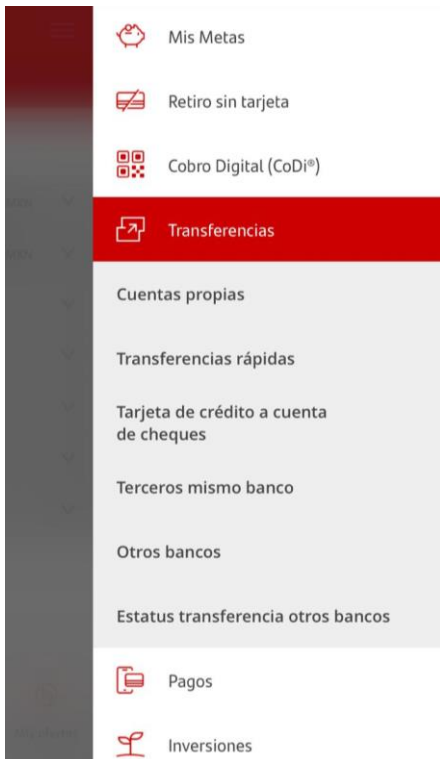 Mis Metas
Retiro sin tarjeta
Cobro Digital (CoDi®)
Transferencias
Cuentas propias
Transferencias rápidas
Tarjeta de crédito a cuenta
de cheques
Terceros mismo banco
Otros bancos
Estatus transferencia otros bancos
Pagos
Inversiones